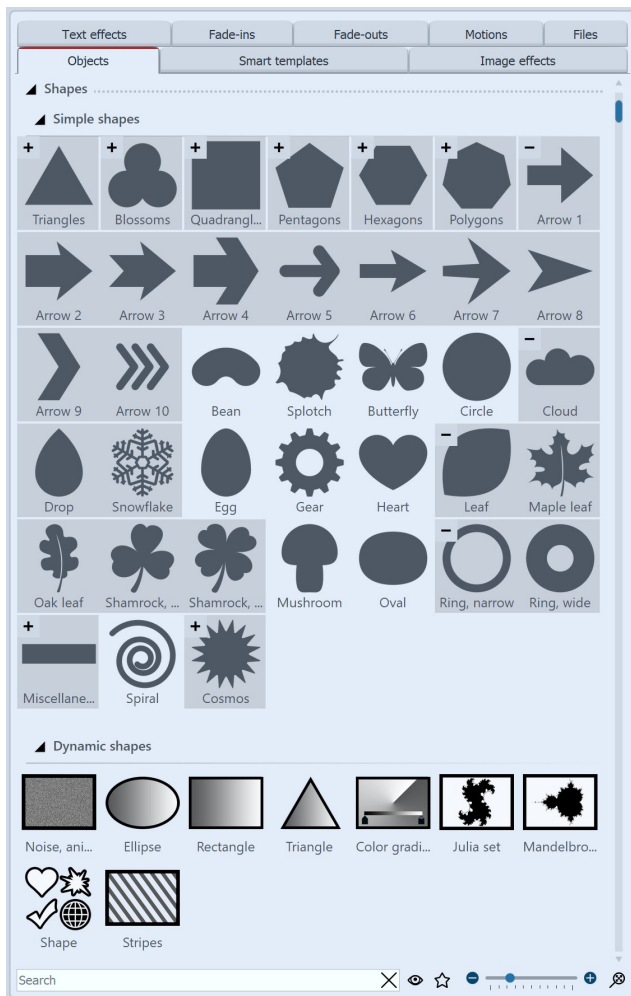 Text effects Fade-ins Fade-outs Motions Files
Objects Smart templates Image effects
Shapes
Simple shapes
Triangles Blossoms Quadrangl... Pentagons Hexagons Polygons Arrow 1
Arrow 2 Arrow 3 Arrow 4 Arrow 5 Arrow 6 Arrow 7 Arrow 8
Arrow 9 Arrow 10 Bean Splotch Butterfly Circle Cloud
Drop Snowflake Egg Gear Heart Leaf Maple leaf
Oak leaf Shamrock, ... Shamrock, ... Mushroom Oval Ring, narrow Ring, wide
Miscellane... Spiral Cosmos
Dynamic shapes
Noise, ani... Ellipse Rectangle Triangle Color gradi... Julia set Mandelbro...
Shape Stripes
Search